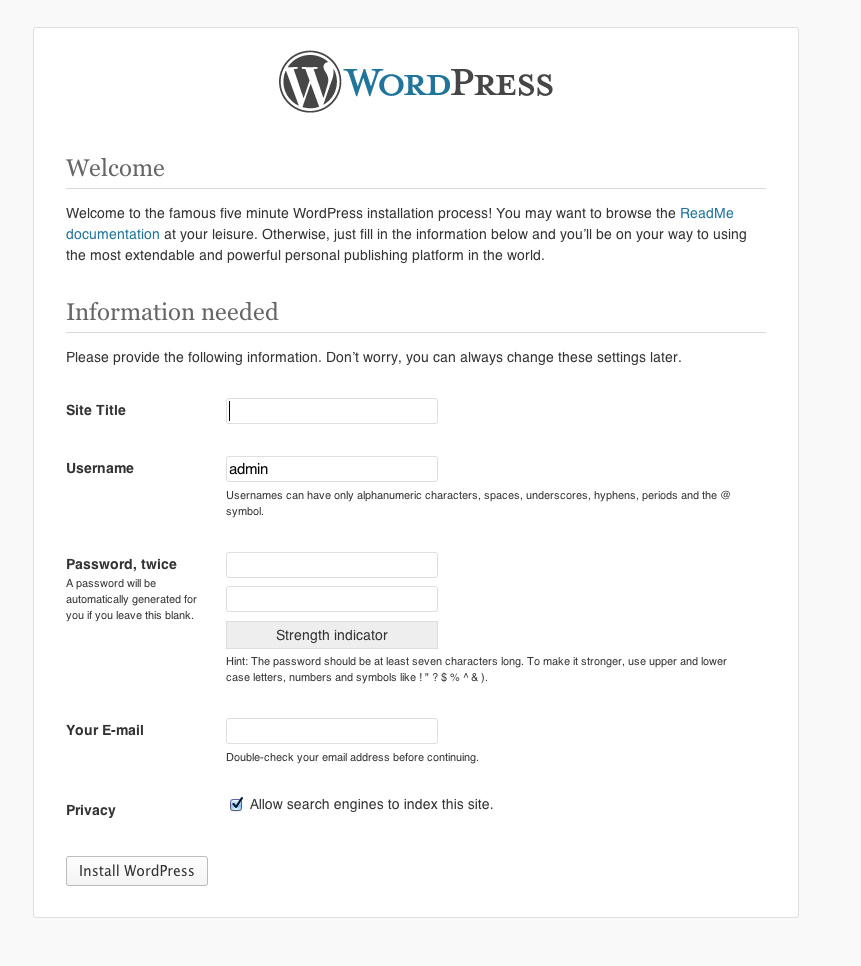 WORDPRESS
Welcome
Welcome to the famous five minute WordPress installation process! You may want to browse the ReadMe
documentation at your leisure. Otherwise, just fill in the information below and you’ll be on your way to using
the most extendable and powerful personal publishing platform in the world.
Information needed
Please provide the following information. Don’t worry, you can always change these settings later.
Site Title
Username
admin
Usernames can have only alphanumeric characters, spaces, underscores, hyphens, periods and the @
symbol.
Password, twice
A password will be
automatically generated for
you if you leave this blank.
Strength indicator
Hint: The password should be at least seven characters long. To make it stronger, use upper and lower
case letters, numbers and symbols like ! " ? $ % ^ & ).
Your E-mail
Double-check your email address before continuing.
Privacy
Allow search engines to index this site.
Install WordPress